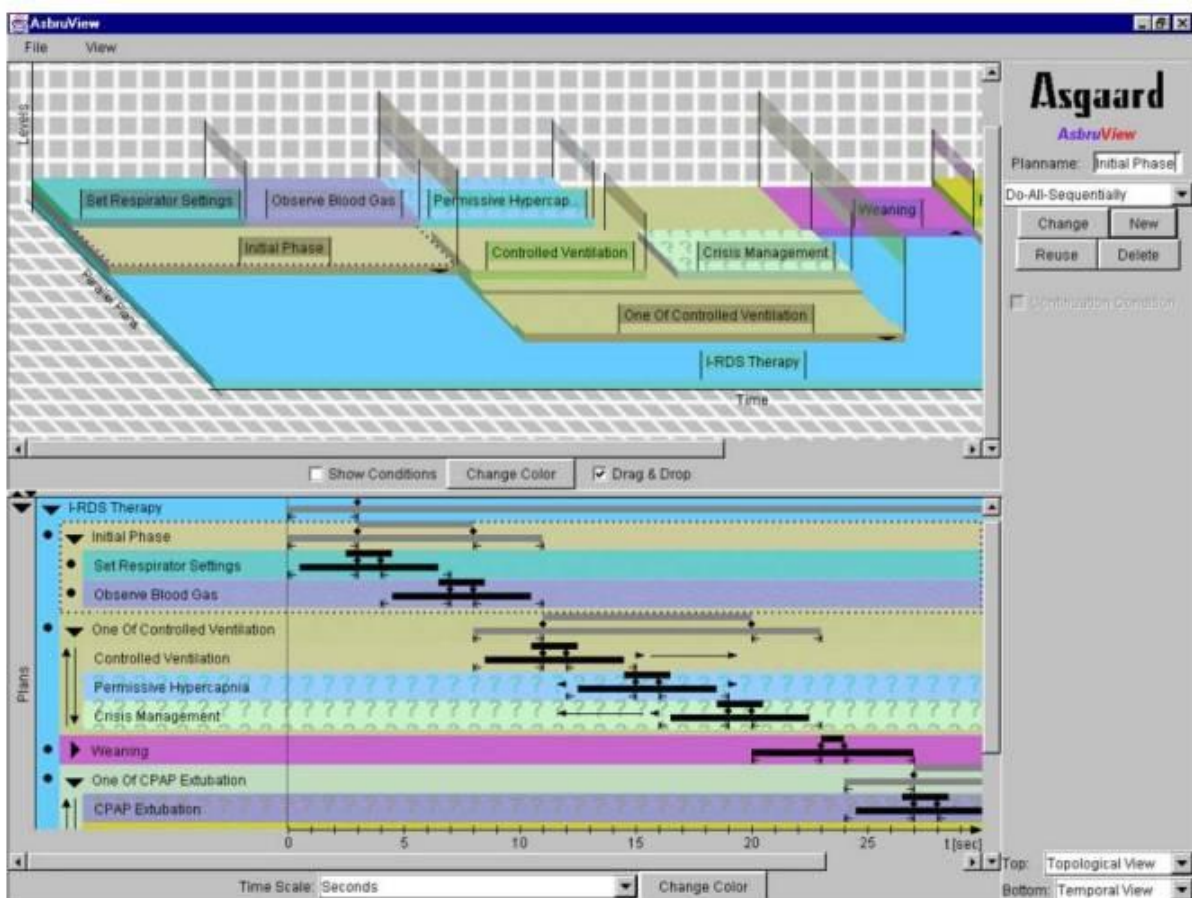 AsbruView
File View
Levels
Set Respirator Settings
Observe Blood Gas
Permissive Hypercap...
Weaning
Initial Phase
Controlled Ventilation
Crisis Management
One Of Controlled Ventilation
I-RDS Therapy
Parallel Plans
Time
Show Conditions
Change Color
Drag & Drop
Asgaard
AsbruView
Planname: Initial Phase
Do-All-Sequentially
Change New
Reuse Delete
Continuation Condition
Plans
I-RDS Therapy
Initial Phase
Set Respirator Settings
Observe Blood Gas
One Of Controlled Ventilation
Controlled Ventilation
Permissive Hypercapnia
Crisis Management
Weaning
One Of CPAP Extubation
CPAP Extubation
0 5 10 15 20 25 t [sec]
Time Scale: Seconds
Change Color
Top: Topological View
Bottom: Temporal View